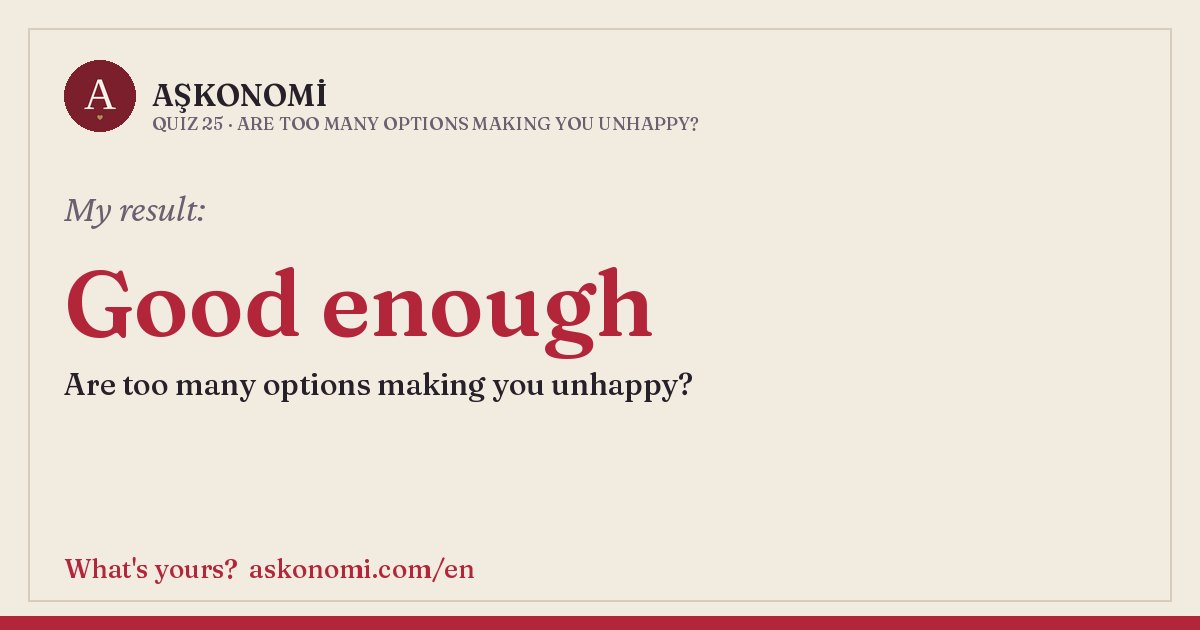 A
AŞKONOMİ
QUIZ 25 · ARE TOO MANY OPTIONS MAKING YOU UNHAPPY?
My result:
Good enough
Are too many options making you unhappy?
What's yours? askonomi.com/en